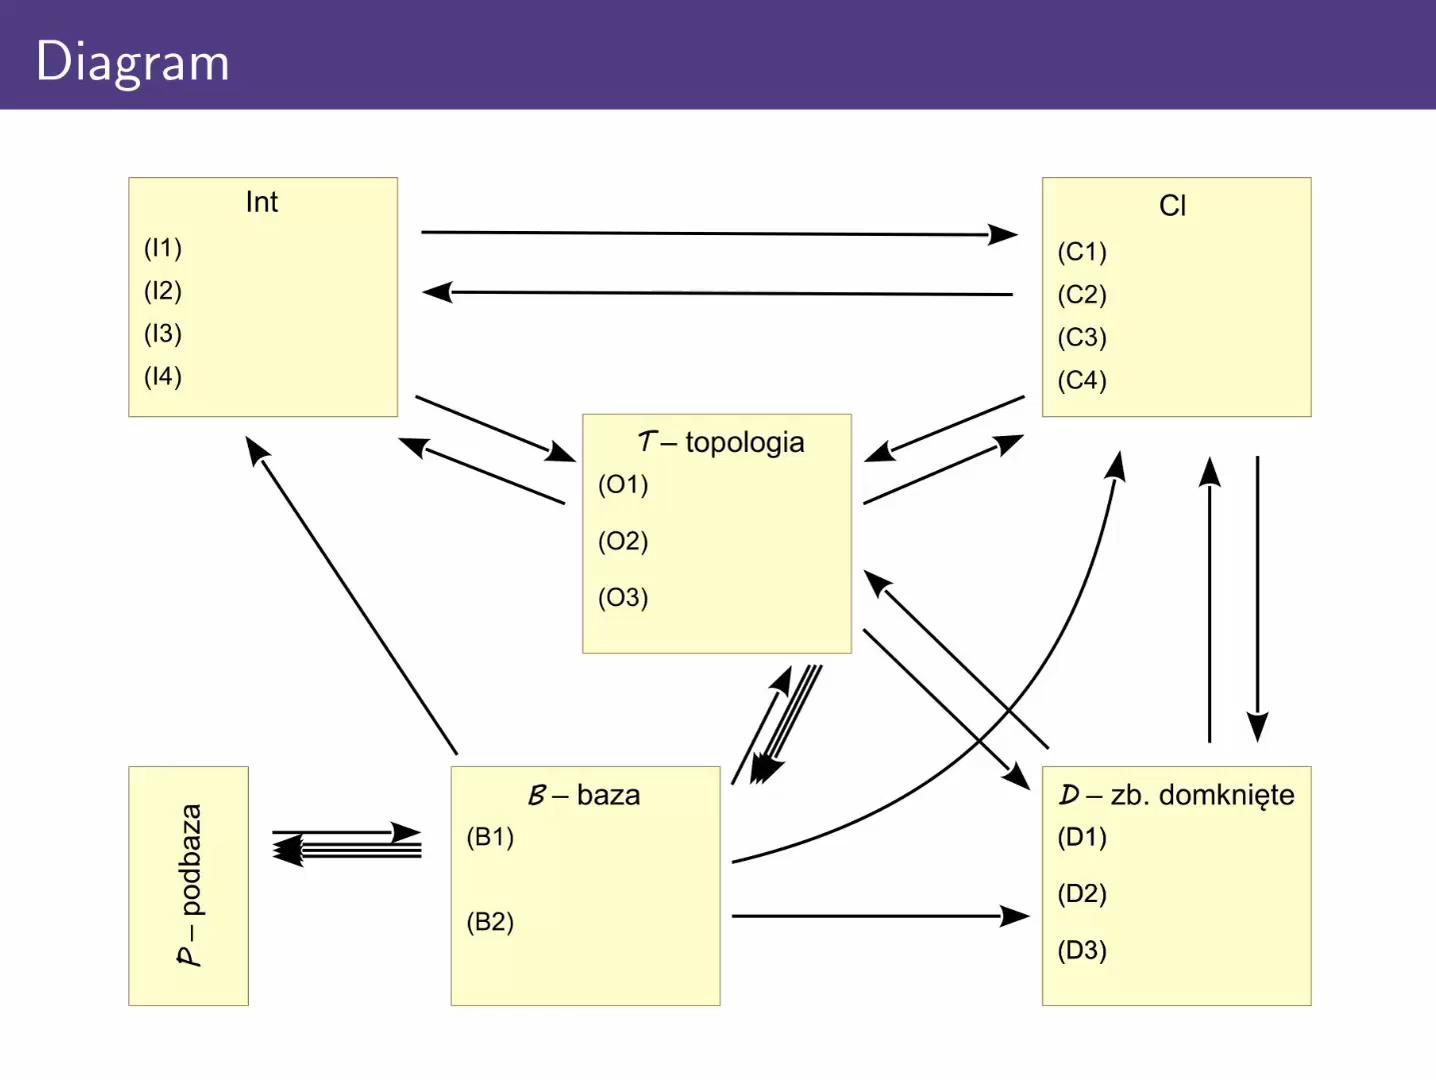 Diagram
Int
(I1)
(I2)
(I3)
(I4)
Cl
(C1)
(C2)
(C3)
(C4)
𝒯 – topologia
(O1)
(O2)
(O3)
𝒫 – podbaza
ℬ – baza
(B1)
(B2)
𝒟 – zb. domknięte
(D1)
(D2)
(D3)